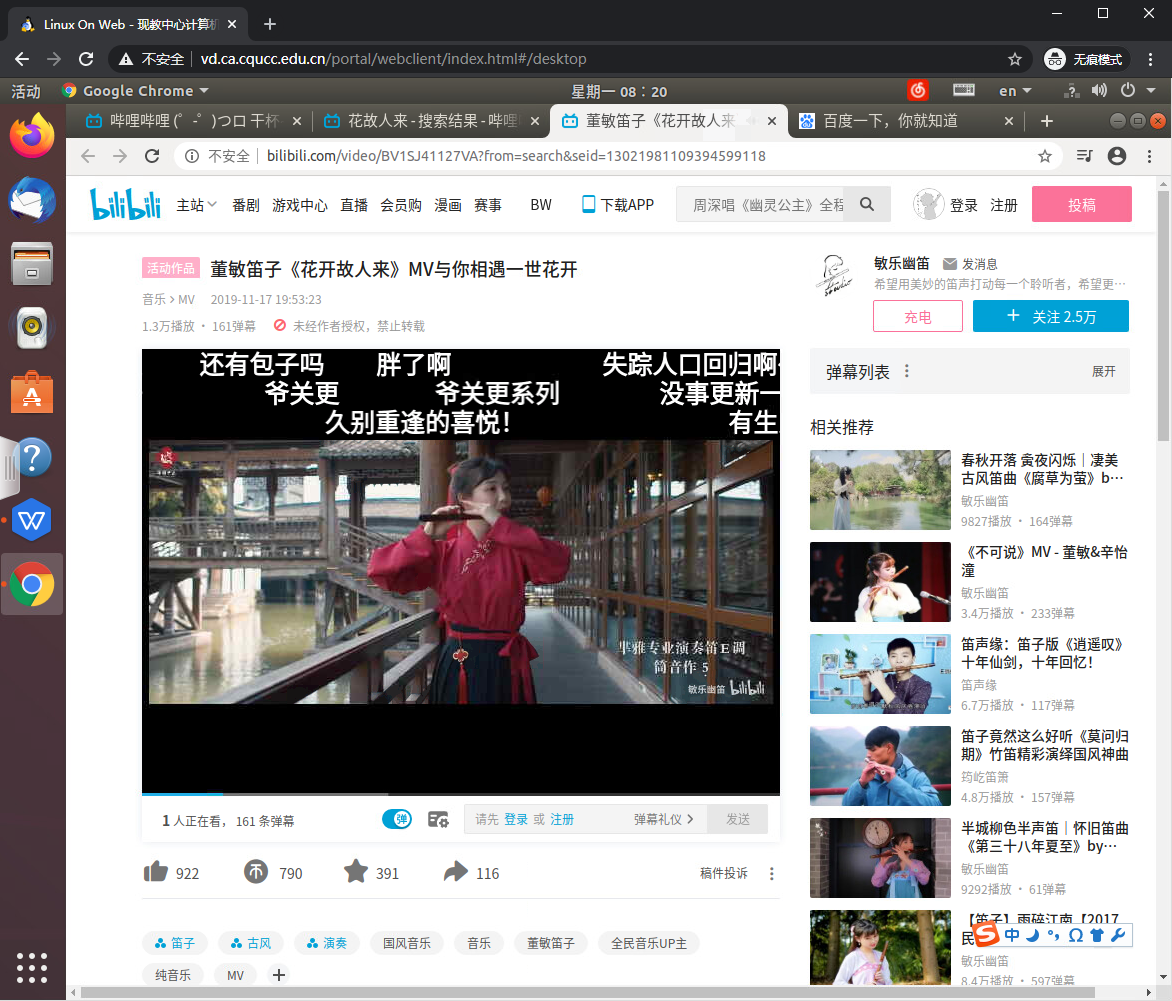 Linux On Web - 现教中心计算机
不安全 vd.ca.cqucc.edu.cn/portal/webclient/index.html#/desktop
无痕模式
活动 Google Chrome
星期一 08：20
en
哔哩哔哩 (゜-゜)つロ 干杯
花故人来 - 搜索结果 - 哔哩
董敏笛子《花开故人来
百度一下，你就知道
不安全 bilibili.com/video/BV1SJ41127VA?from=search&seid=13021981109394599118
bilibili 主站 番剧 游戏中心 直播 会员购 漫画 赛事 BW 下载APP
周深唱《幽灵公主》全程
登录 注册 投稿
活动作品 董敏笛子《花开故人来》MV与你相遇一世花开
音乐 > MV 2019-11-17 19:53:23
1.3万播放 · 161弹幕 未经作者授权，禁止转载
敏乐幽笛 发消息
希望用美妙的笛声打动每一个聆听者，希望更…
充电
+ 关注 2.5万
还有包子吗 胖了啊 失踪人口回归啊
爷关更 爷关更系列 没事更新一
久别重逢的喜悦！ 有生
芈雅专业演奏笛E调
筒音作 5
敏乐幽笛 bilibili
1 人正在看， 161 条弹幕
弹
请先 登录 或 注册 弹幕礼仪 > 发送
922 790 391 116 稿件投诉
笛子 古风 演奏 国风音乐 音乐 董敏笛子 全民音乐UP主
纯音乐 MV +
弹幕列表 展开
相关推荐
春秋开落 寅夜闪烁｜凄美
古风笛曲《腐草为萤》b…
敏乐幽笛
9827播放 · 164弹幕
《不可说》MV - 董敏&辛怡
潼
敏乐幽笛
3.4万播放 · 233弹幕
笛声缘：笛子版《逍遥叹》
十年仙剑，十年回忆！
笛声缘
6.7万播放 · 117弹幕
笛子竟然这么好听《莫问归
期》竹笛精彩演绎国风神曲
筠屹笛箫
4.8万播放 · 157弹幕
半城柳色半声笛｜怀旧笛曲
《第三十八年夏至》by…
敏乐幽笛
9292播放 · 61弹幕
【笛子】雨碎江南【2017
民
敏乐幽笛
8.4万播放 · 597弹幕
S 中